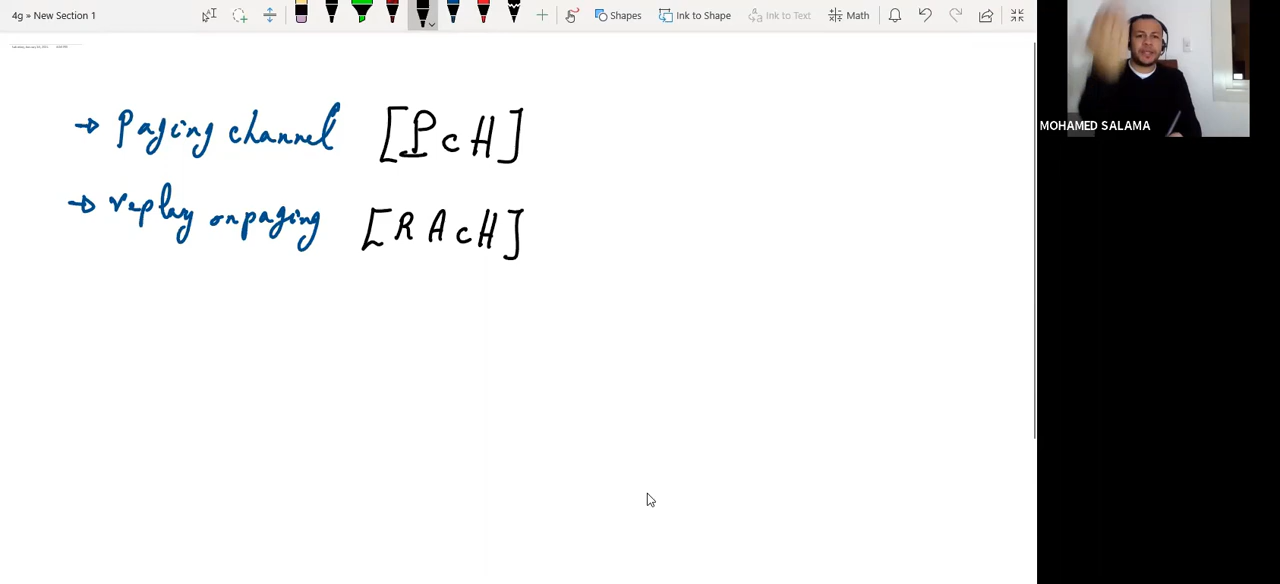 4g » New Section 1
Shapes
Ink to Shape
Ink to Text
Math
→ Paging channel [PcH]
→ replay onpaging [RAcH]
MOHAMED SALAMA